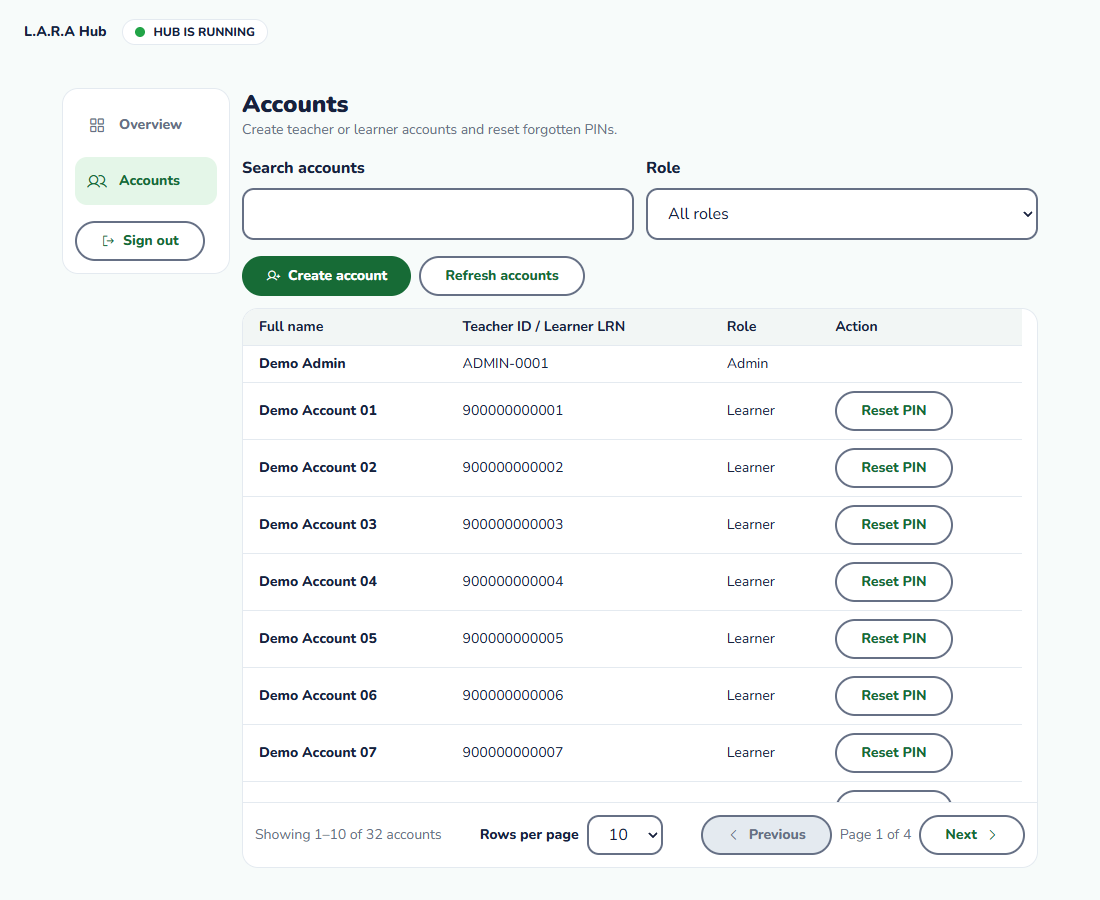 L.A.R.A Hub HUB IS RUNNING
Overview
Accounts
Sign out
Accounts
Create teacher or learner accounts and reset forgotten PINs.
Search accounts Role
All roles
Create account Refresh accounts
Full name Teacher ID / Learner LRN Role Action
Demo Admin ADMIN-0001 Admin
Demo Account 01 900000000001 Learner Reset PIN
Demo Account 02 900000000002 Learner Reset PIN
Demo Account 03 900000000003 Learner Reset PIN
Demo Account 04 900000000004 Learner Reset PIN
Demo Account 05 900000000005 Learner Reset PIN
Demo Account 06 900000000006 Learner Reset PIN
Demo Account 07 900000000007 Learner Reset PIN
Showing 1–10 of 32 accounts Rows per page 10 Previous Page 1 of 4 Next